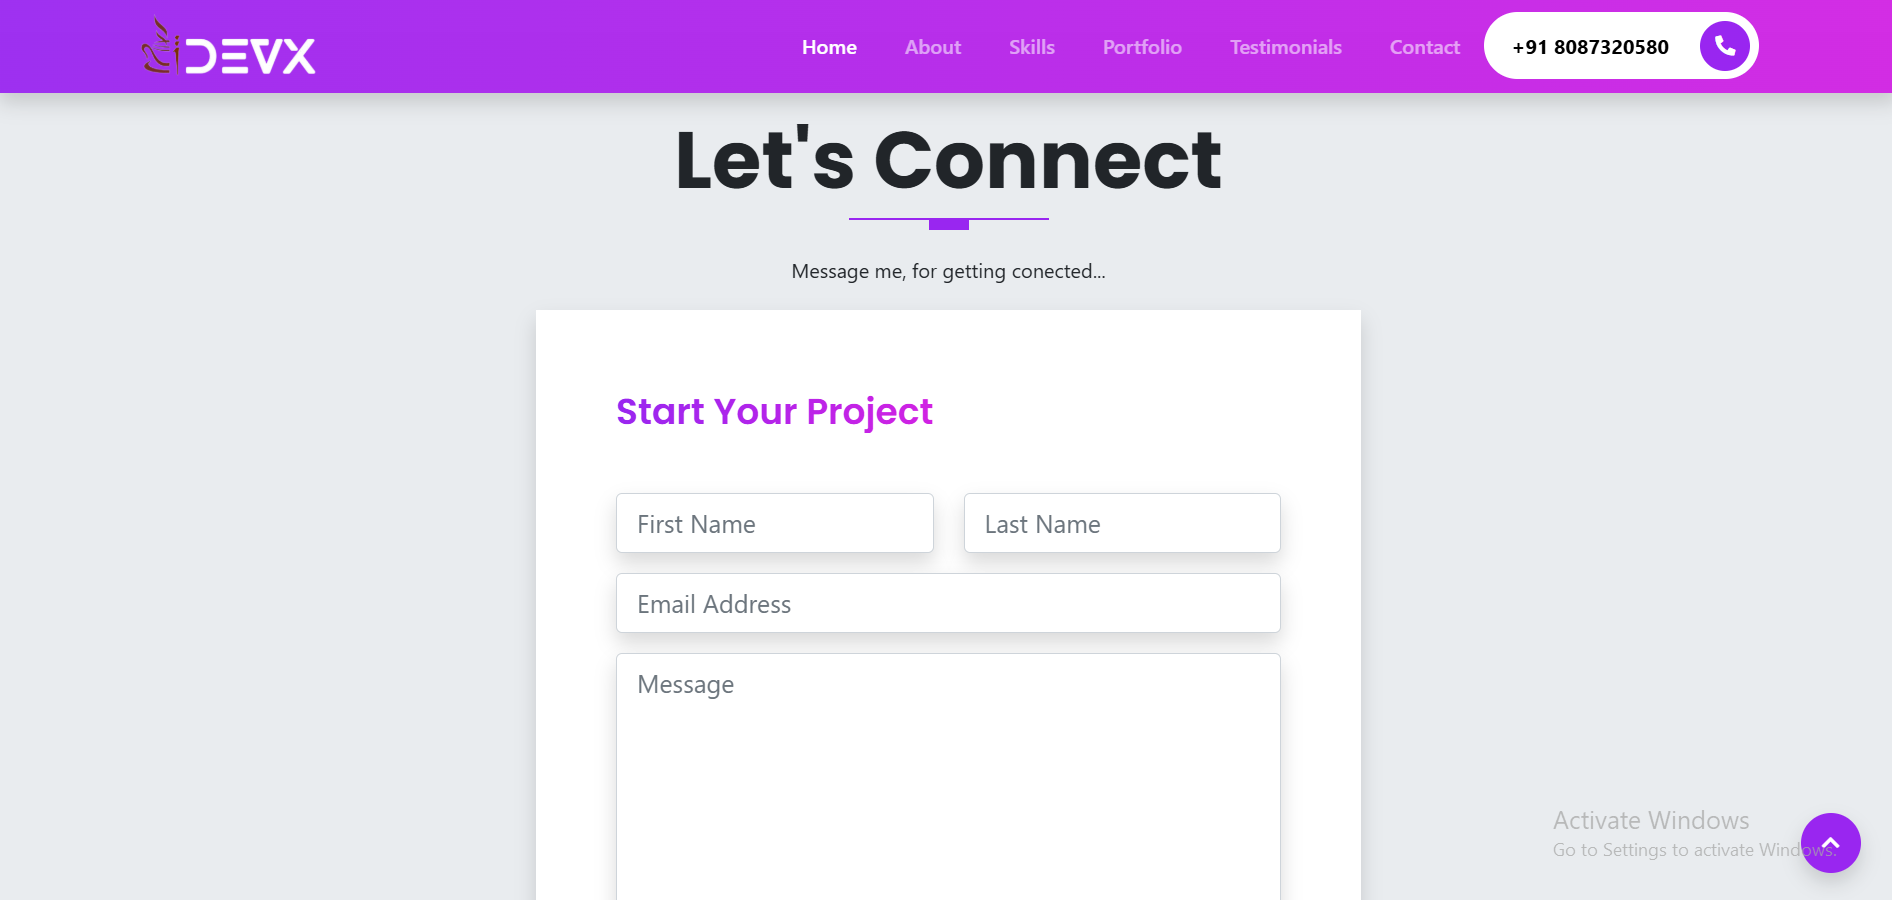 DEVX
Home About Skills Portfolio Testimonials Contact +91 8087320580
Let's Connect
Message me, for getting conected...
Start Your Project
First Name Last Name
Email Address
Message
Activate Windows
Go to Settings to activate Windows.